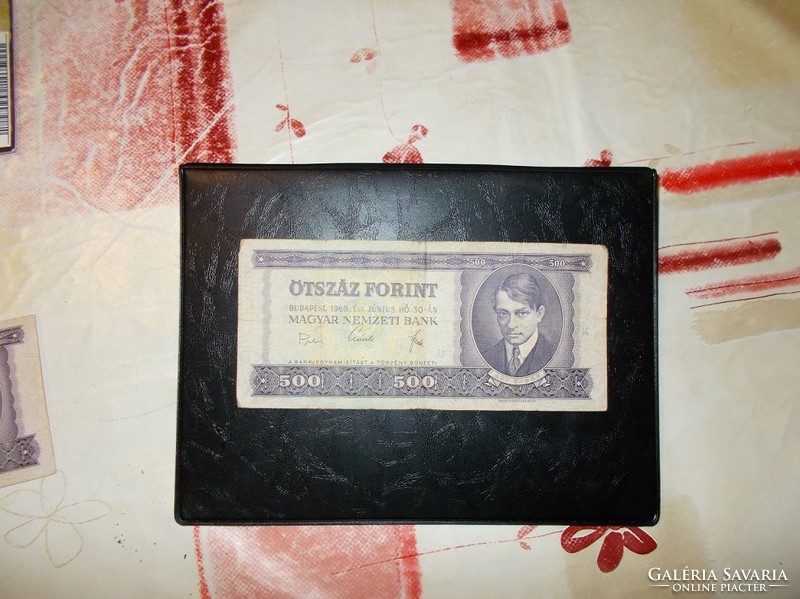 500 500
ÖTSZÁZ FORINT
BUDAPEST, 1969. ÉVI JÚNIUS HÓ 30-ÁN
MAGYAR NEMZETI BANK
A BANKJEGYHAMISÍTÁST A TÖRVÉNY BÜNTETI
500 500
GALÉRIA SAVARIA
ONLINE PIACTÉR